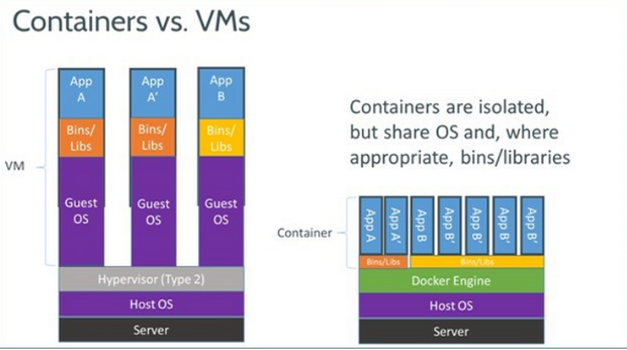 Containers vs. VMs
App
A
App
A'
App
B
Bins/
Libs
Bins/
Libs
Bins/
Libs
VM
Guest
OS
Guest
OS
Guest
OS
Hypervisor (Type 2)
Host OS
Server
Containers are isolated,
but share OS and, where
appropriate, bins/libraries
Container
App A
App A'
App B
App B'
App B'
App B'
App B'
Bins/Libs
Bins/Libs
Docker Engine
Host OS
Server